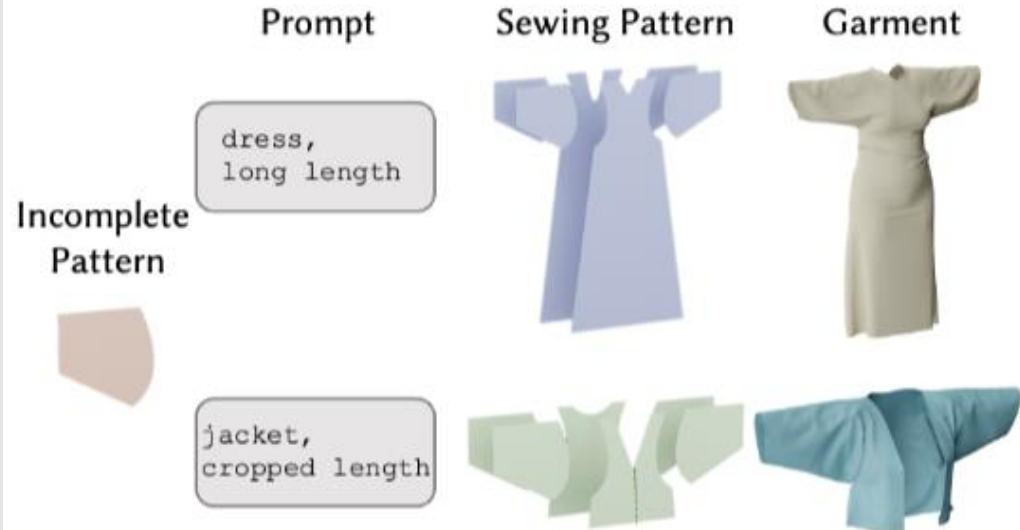 Prompt
Sewing Pattern
Garment
dress,
long length
Incomplete
Pattern
jacket,
cropped length